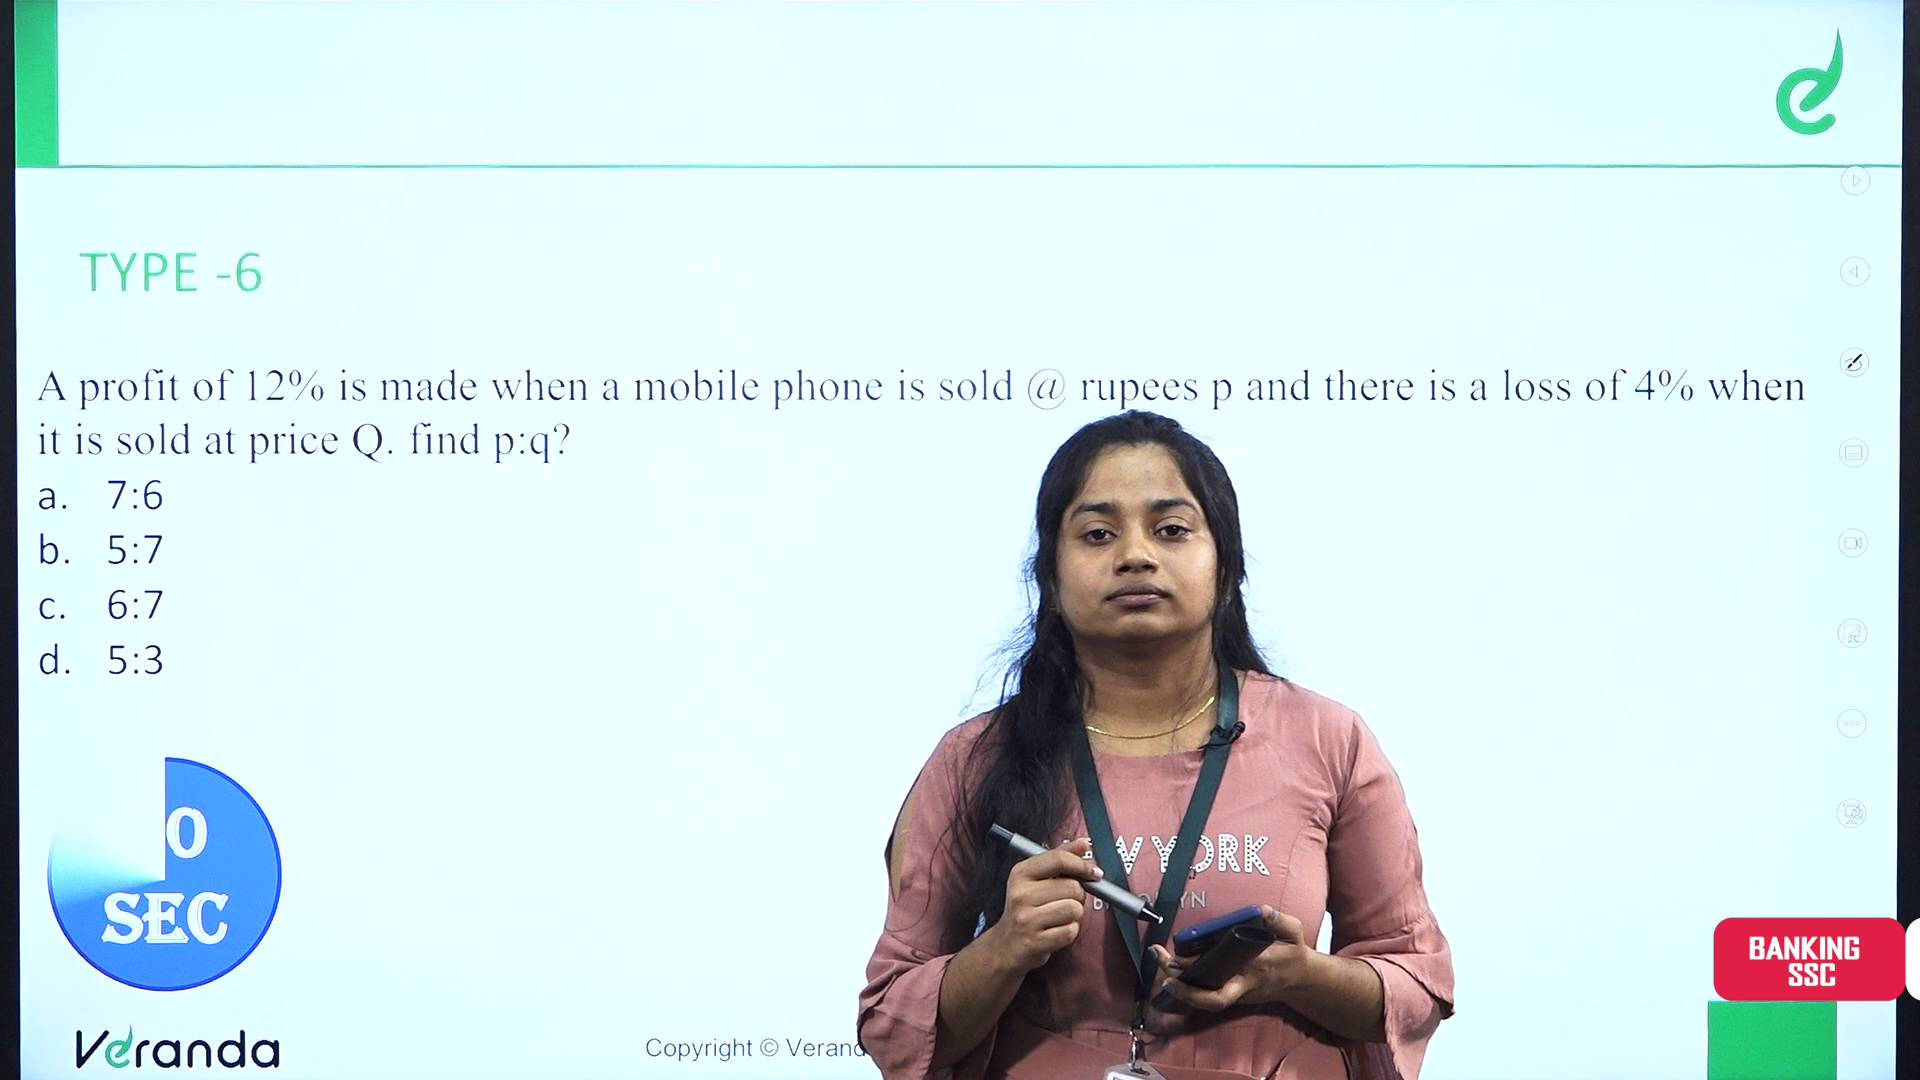 TYPE -6
A profit of 12% is made when a mobile phone is sold @ rupees p and there is a loss of 4% when
it is sold at price Q. find p:q?
a. 7:6
b. 5:7
c. 6:7
d. 5:3
0
SEC
YORK
BANKING
SSC
Veranda
Copyright ©